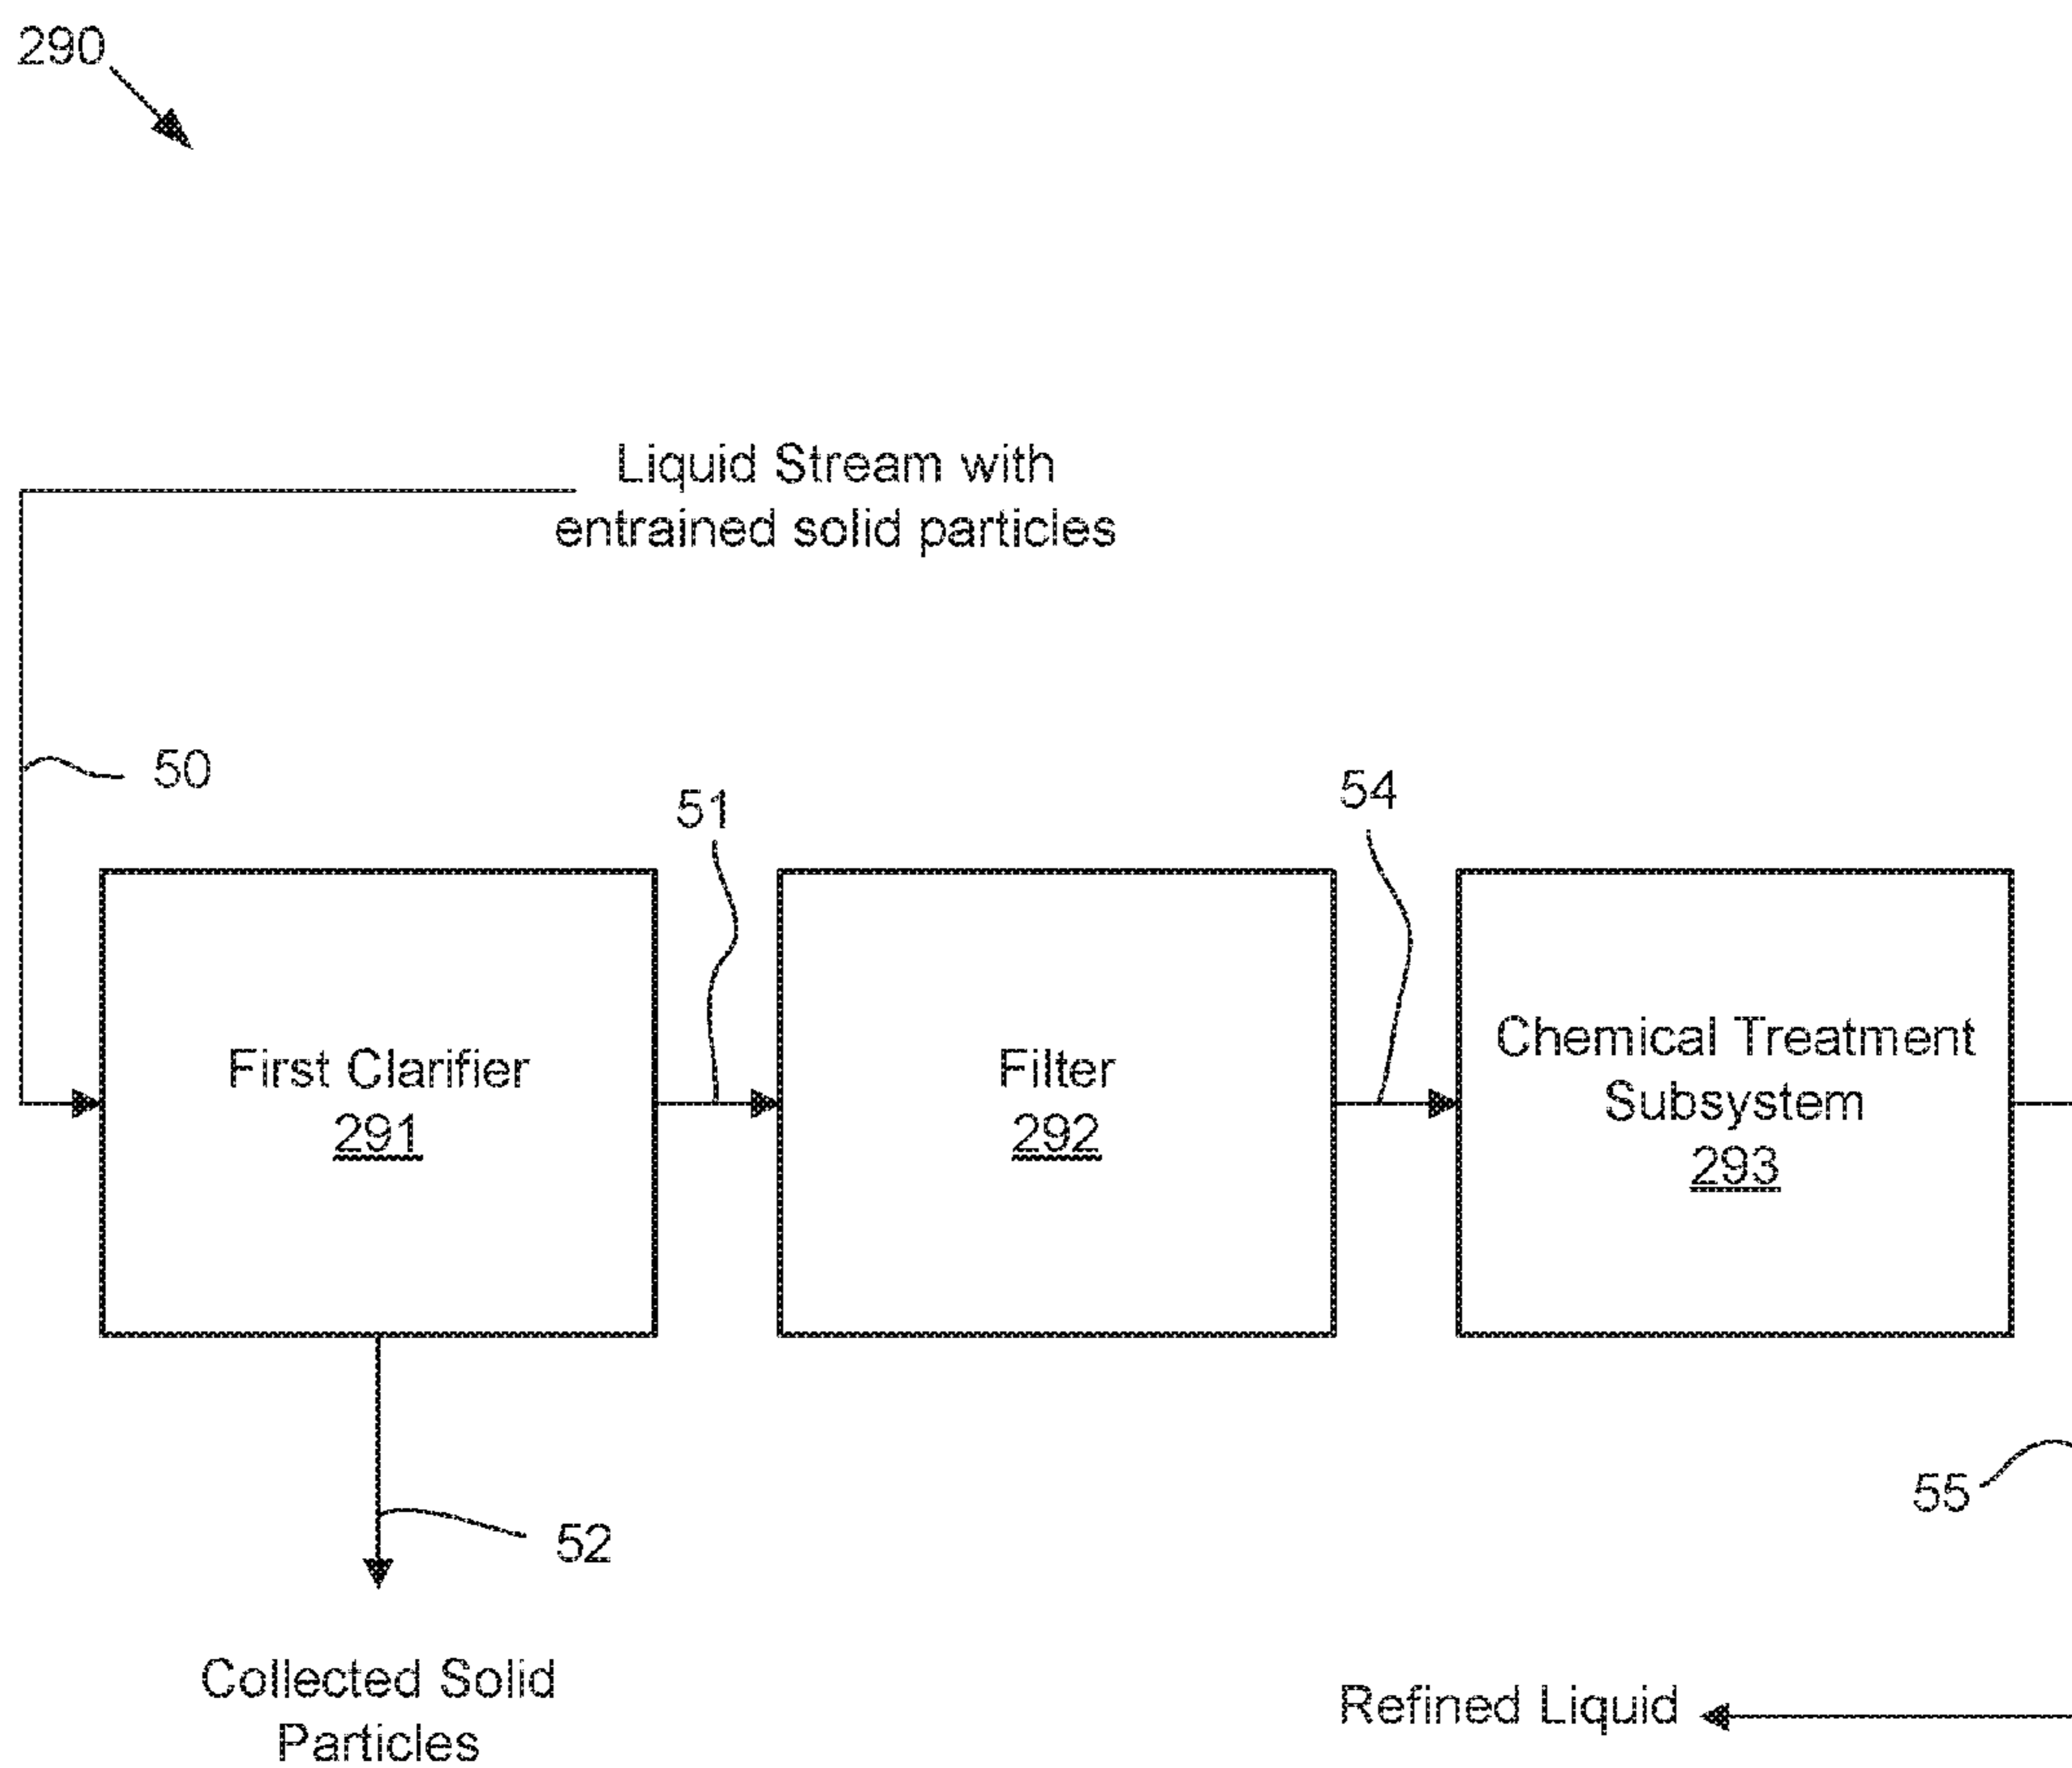 290
Liquid Stream with
entrained solid particles
50
51
54
First Clarifier
291
Filter
292
Chemical Treatment
Subsystem
293
55
52
Collected Solid
Particles
Refined Liquid